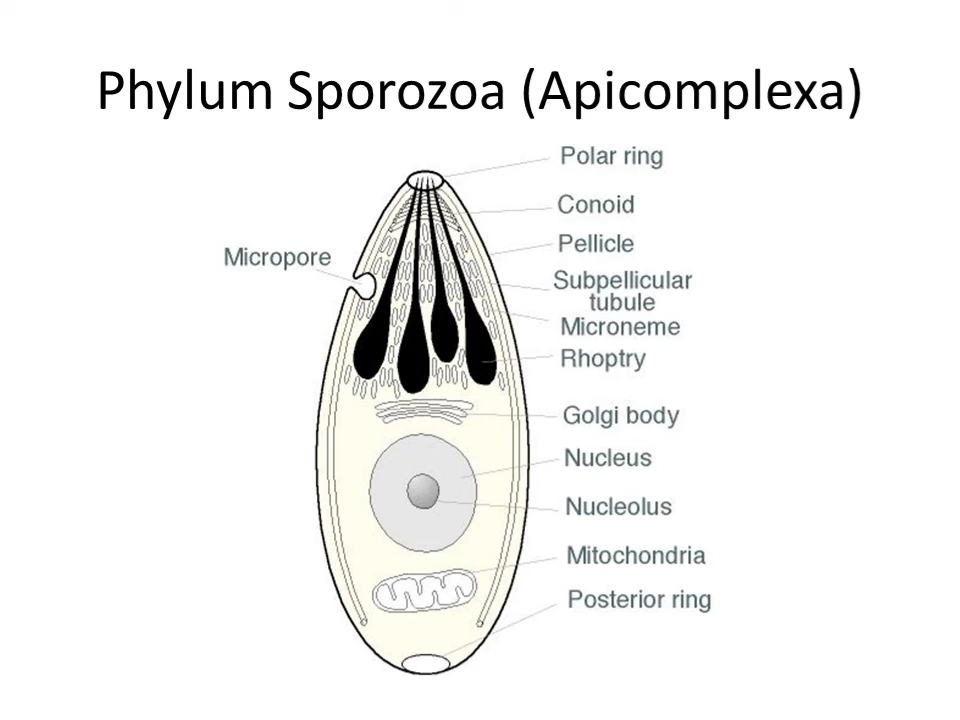 Phylum Sporozoa (Apicomplexa)
Polar ring
Conoid
Pellicle
Micropore
Subpellicular
tubule
Microneme
Rhoptry
Golgi body
Nucleus
Nucleolus
Mitochondria
Posterior ring